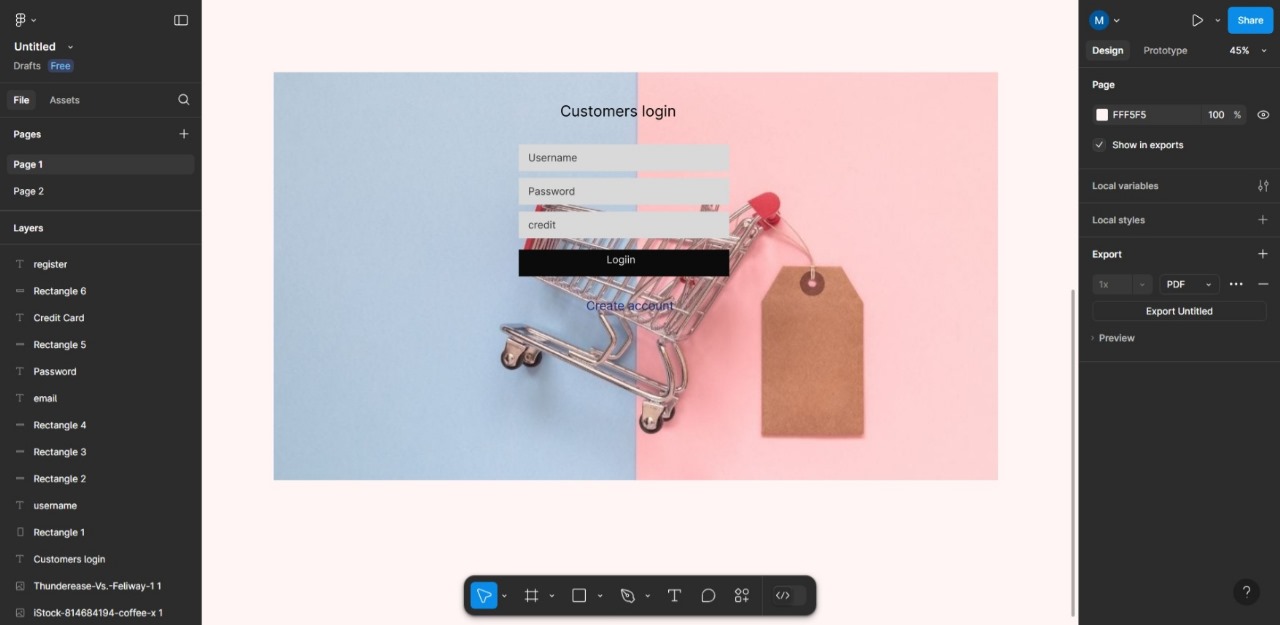 Untitled
Drafts Free
File Assets
Pages
Page 1
Page 2
Layers
register
Rectangle 6
Credit Card
Rectangle 5
Password
email
Rectangle 4
Rectangle 3
Rectangle 2
username
Rectangle 1
Customers login
Thunderease-Vs.-Feliway-1 1
iStock-814684194-coffee-x 1
Customers login
Username
Password
credit
Logiin
Create account
M
Share
Design Prototype 45%
Page
FFF5F5 100 %
Show in exports
Local variables
Local styles
Export
1x PDF
Export Untitled
Preview
?